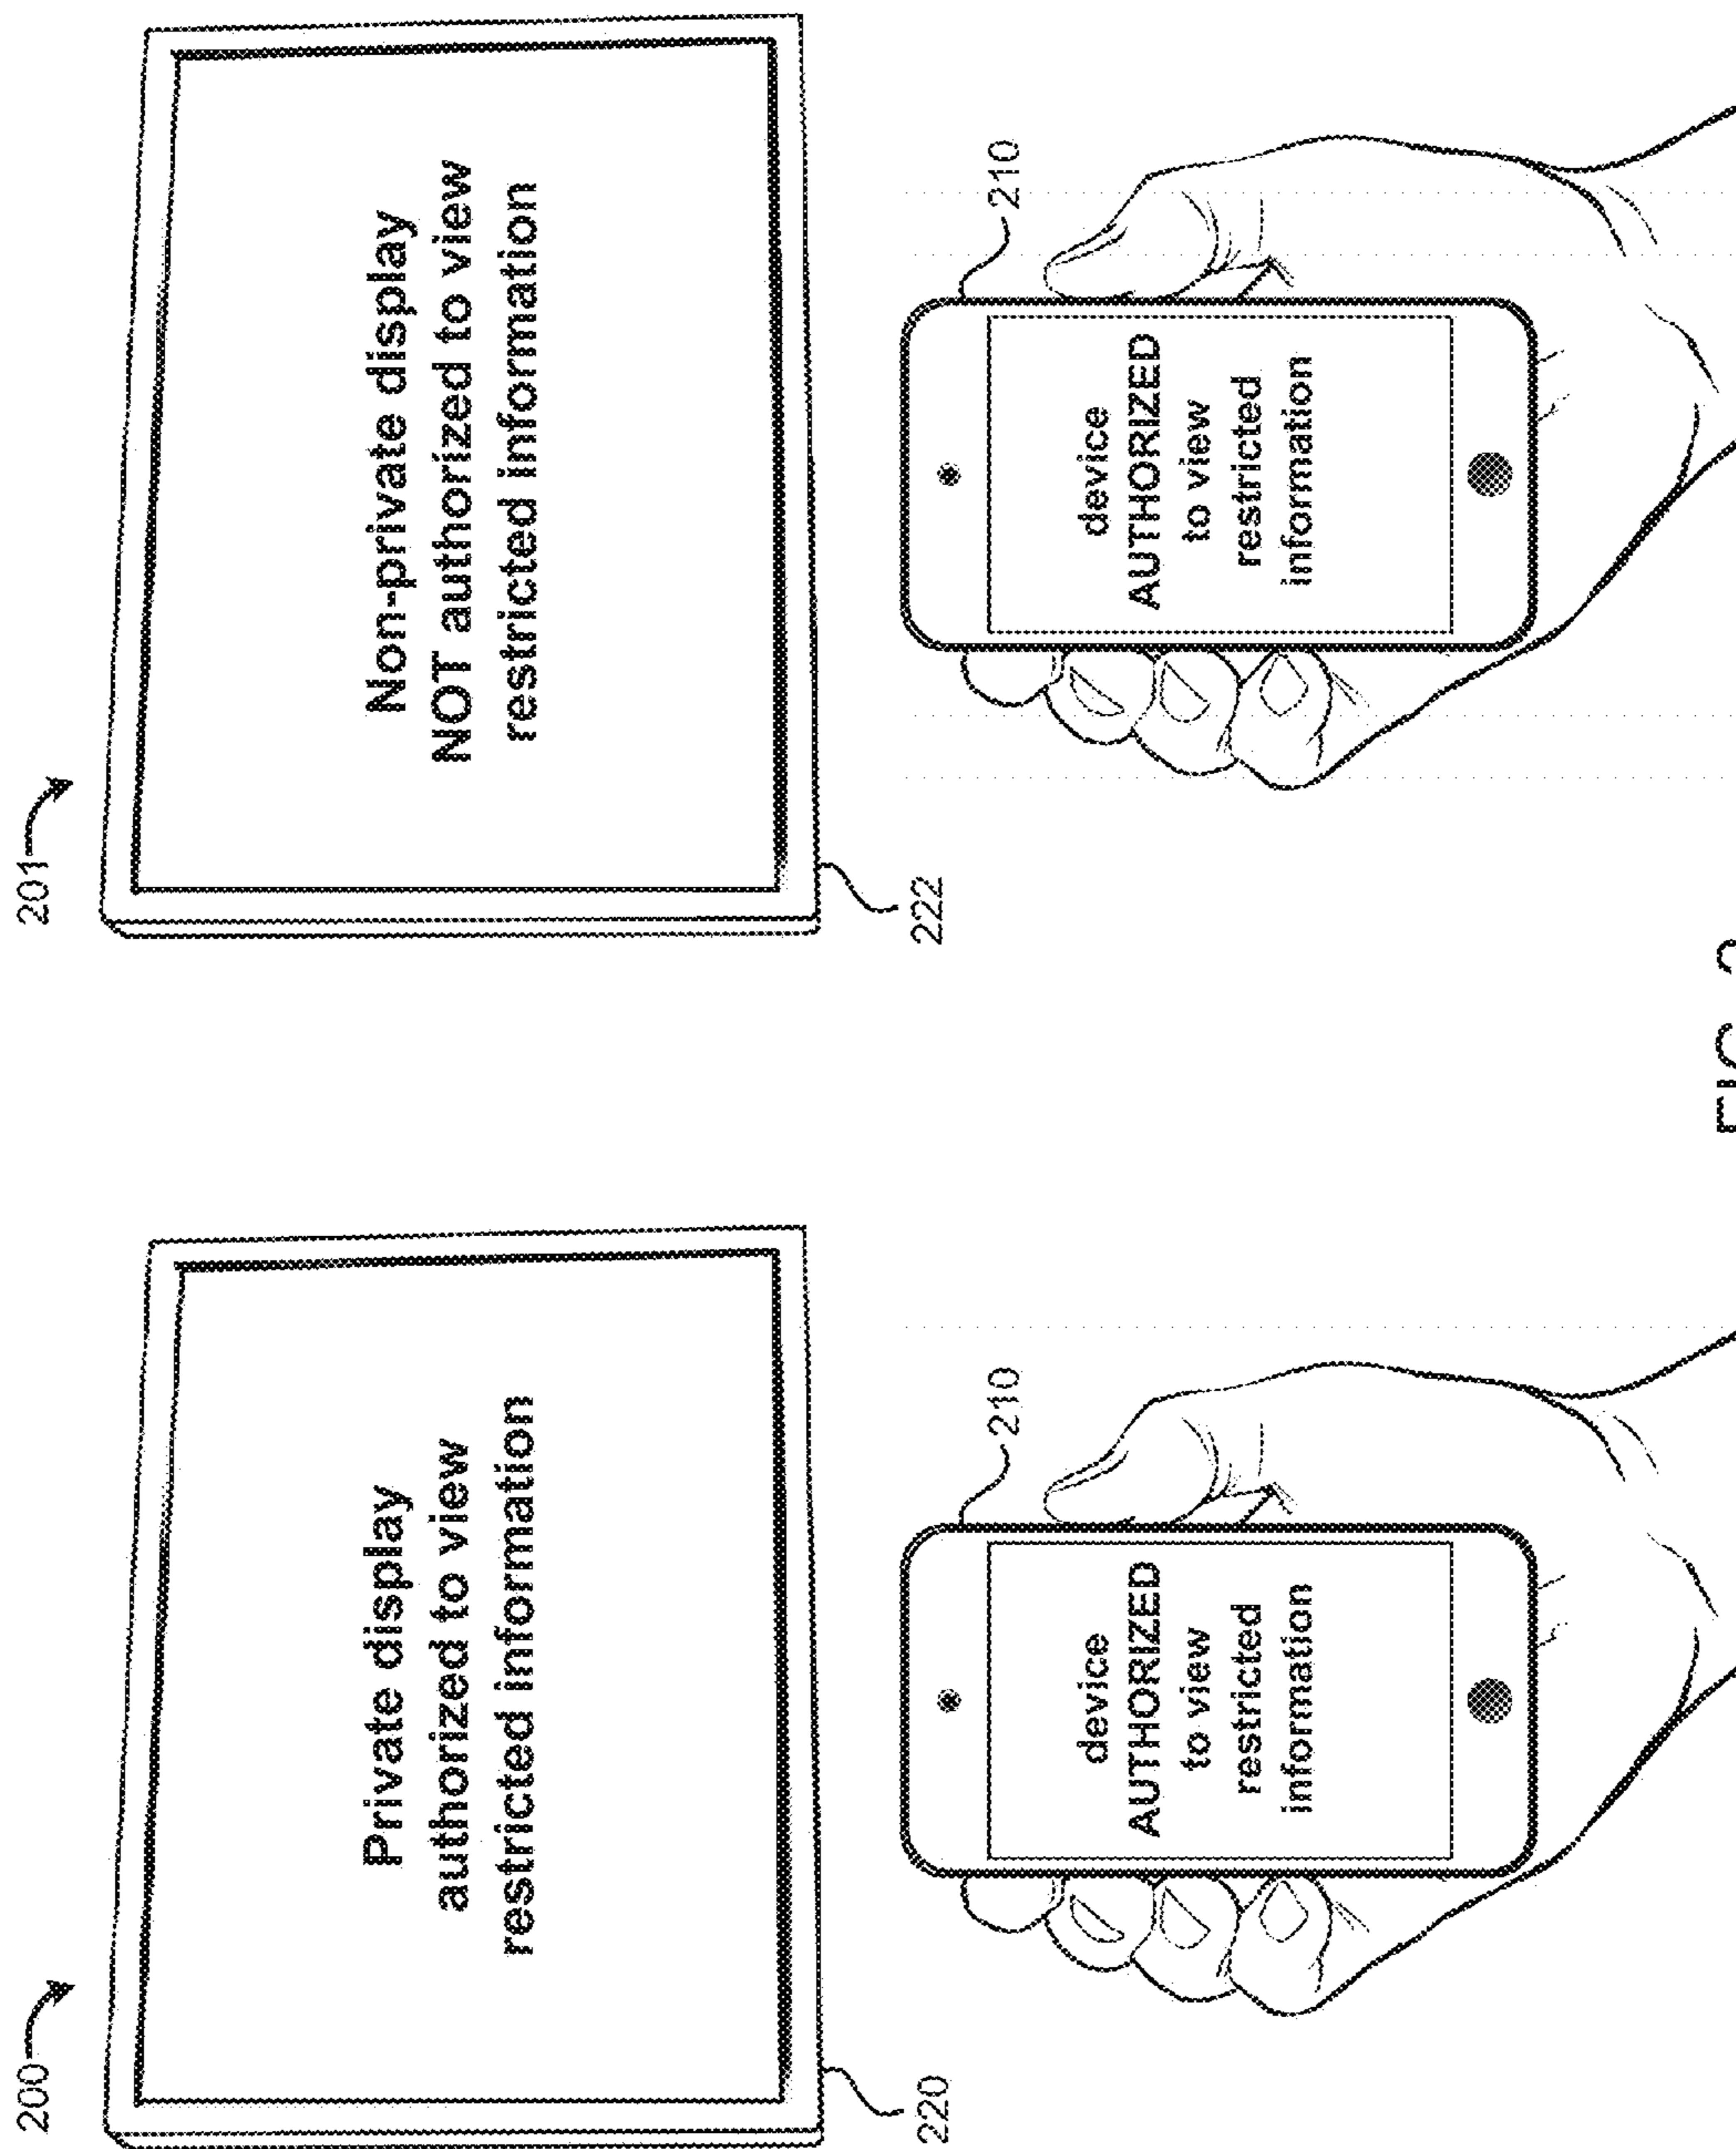 200
Private display
authorized to view
restricted information
220
210
device
AUTHORIZED
to view
restricted
information
201
Non-private display
NOT authorized to view
restricted information
222
210
device
AUTHORIZED
to view
restricted
information
FIG.